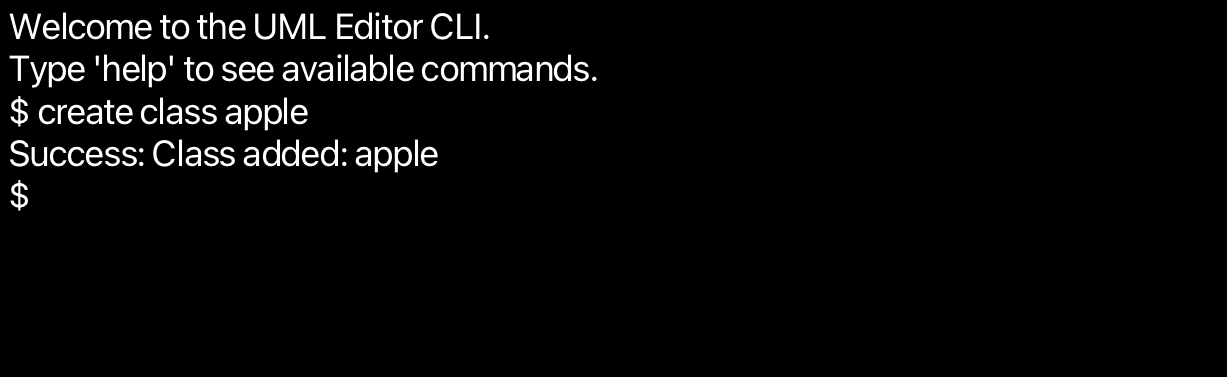 Welcome to the UML Editor CLI.
Type 'help' to see available commands.
$ create class apple
Success: Class added: apple
$